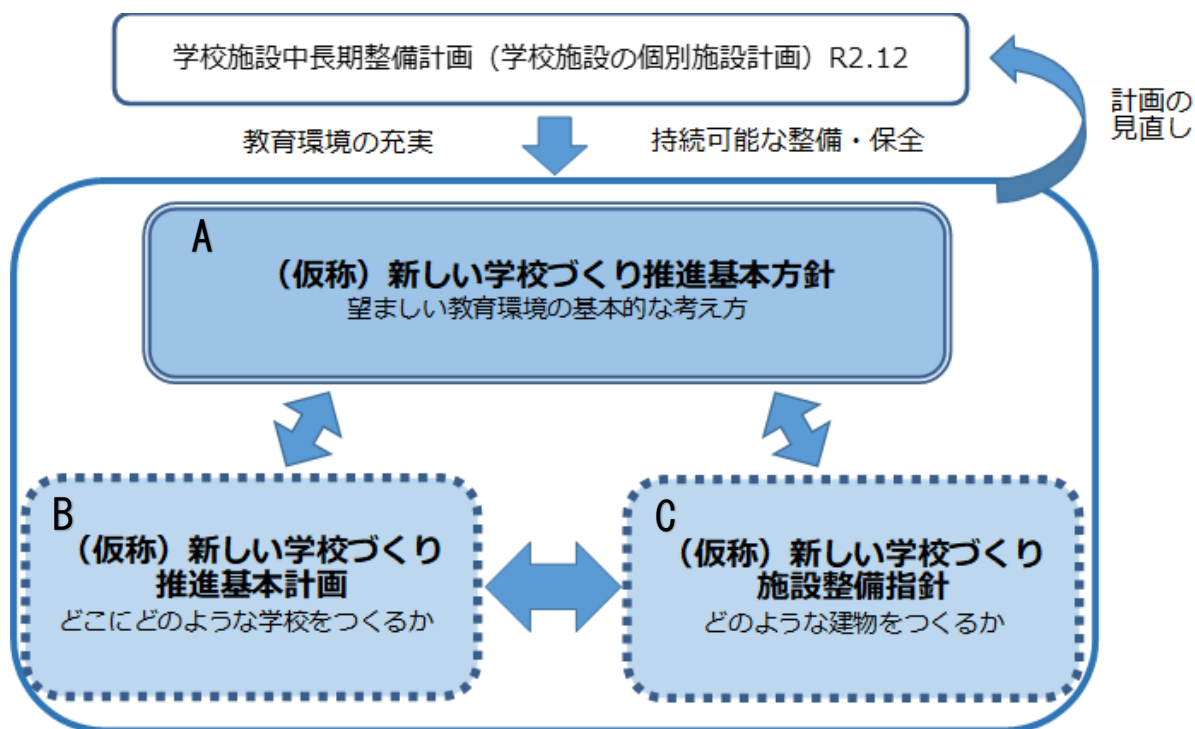 学校施設中長期整備計画（学校施設の個別施設計画）R2.12
計画の
見直し
教育環境の充実
持続可能な整備・保全
A
（仮称）新しい学校づくり推進基本方針
望ましい教育環境の基本的な考え方
B
（仮称）新しい学校づくり
推進基本計画
どこにどのような学校をつくるか
C
（仮称）新しい学校づくり
施設整備指針
どのような建物をつくるか